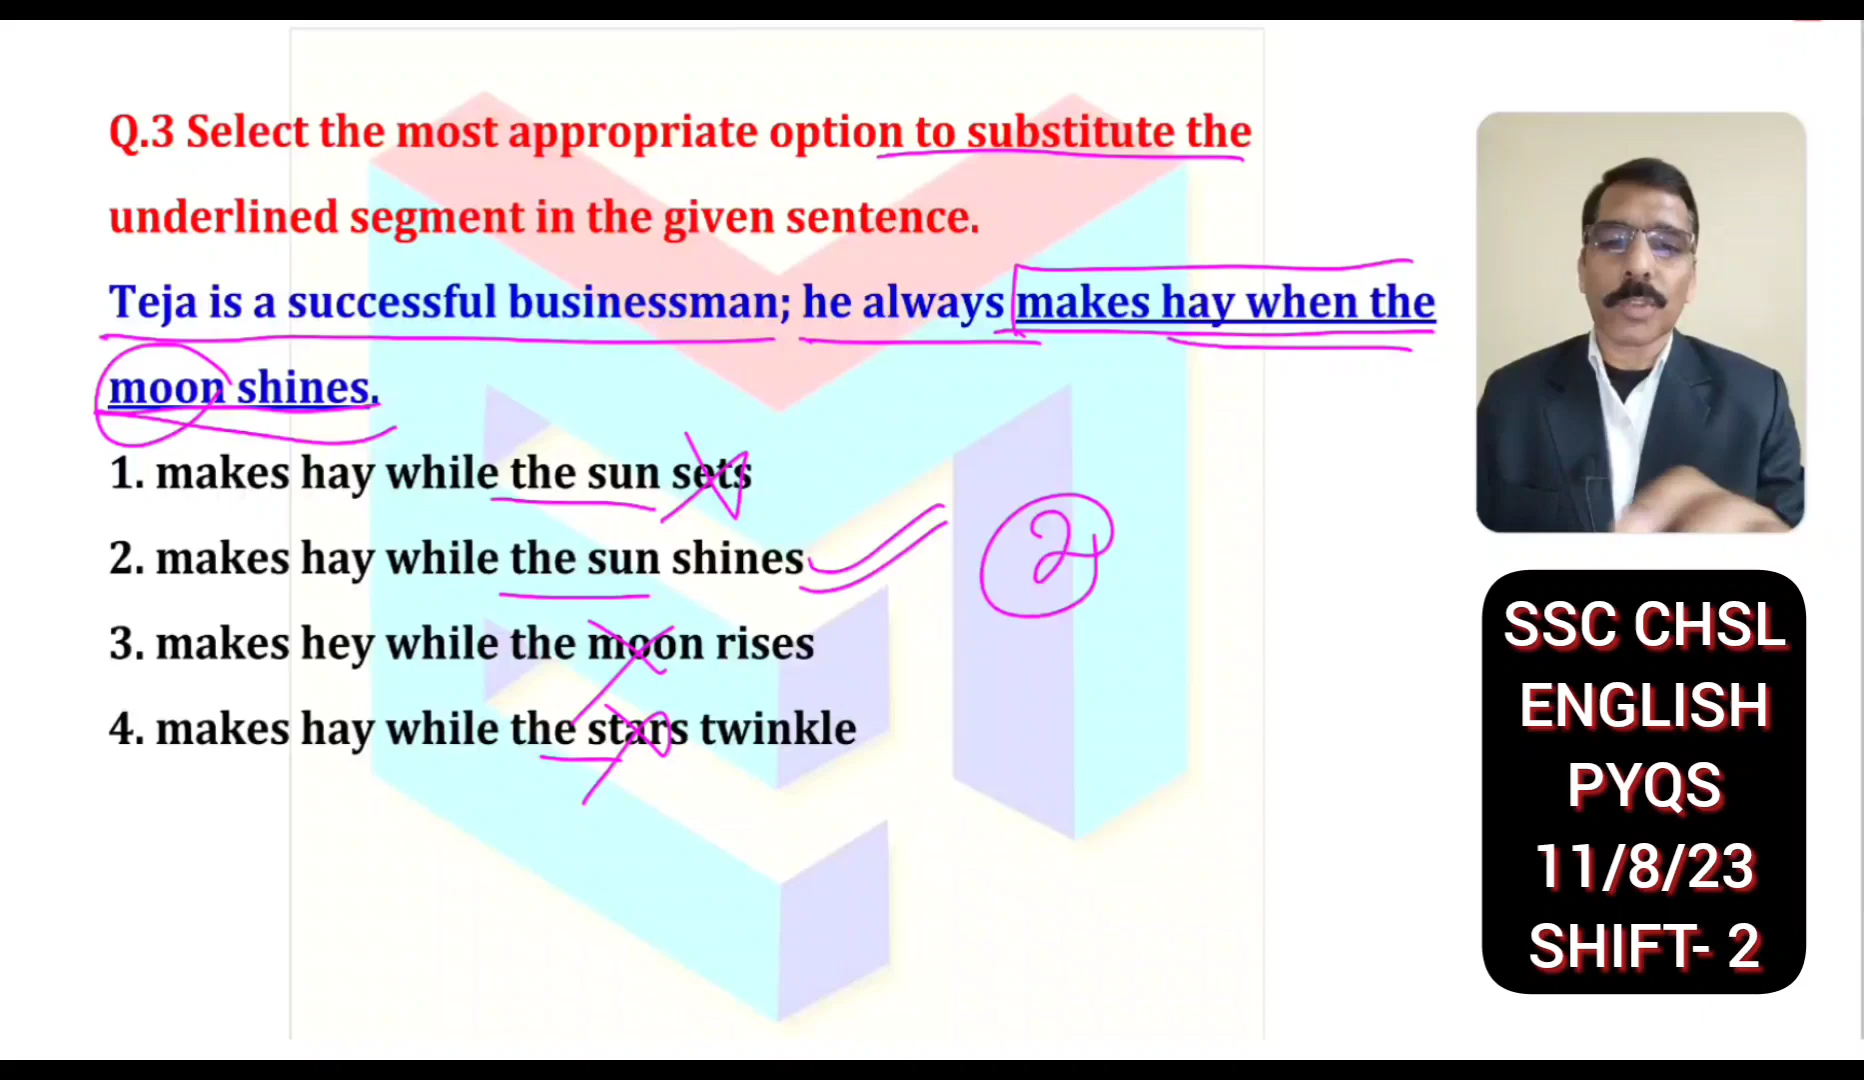 Q.3 Select the most appropriate option to substitute the
underlined segment in the given sentence.
Teja is a successful businessman; he always makes hay when the
moon shines.
1. makes hay while the sun sets
2. makes hay while the sun shines
2
3. makes hey while the moon rises
4. makes hay while the stars twinkle
SSC CHSL
ENGLISH
PYQS
11/8/23
SHIFT- 2